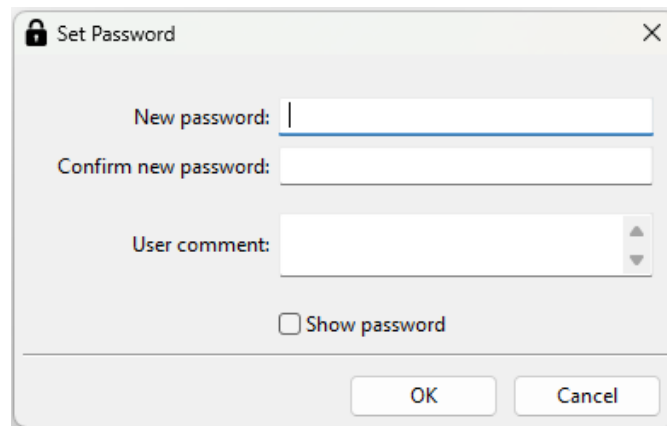 Set Password
New password:
Confirm new password:
User comment:
Show password
OK
Cancel